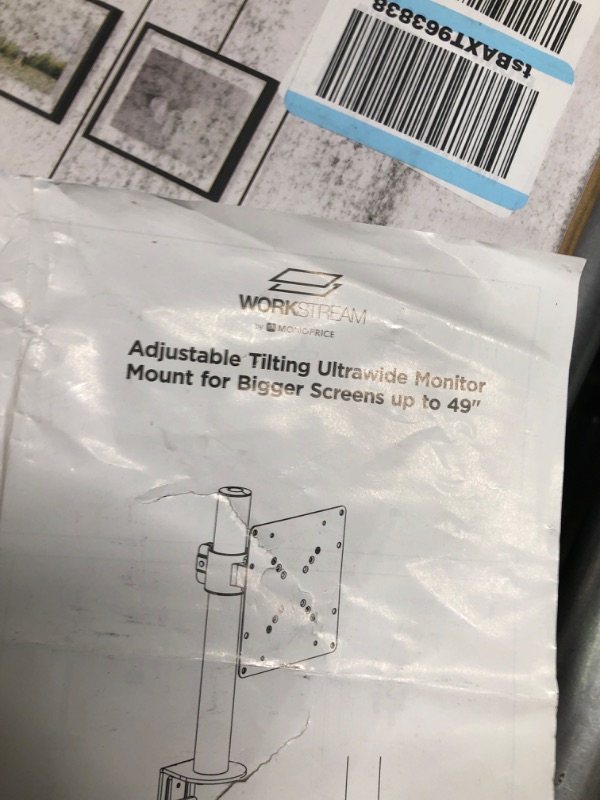 tsBAXT963838
WORKSTREAM
by MONOPRICE
Adjustable Tilting Ultrawide Monitor
Mount for Bigger Screens up to 49"